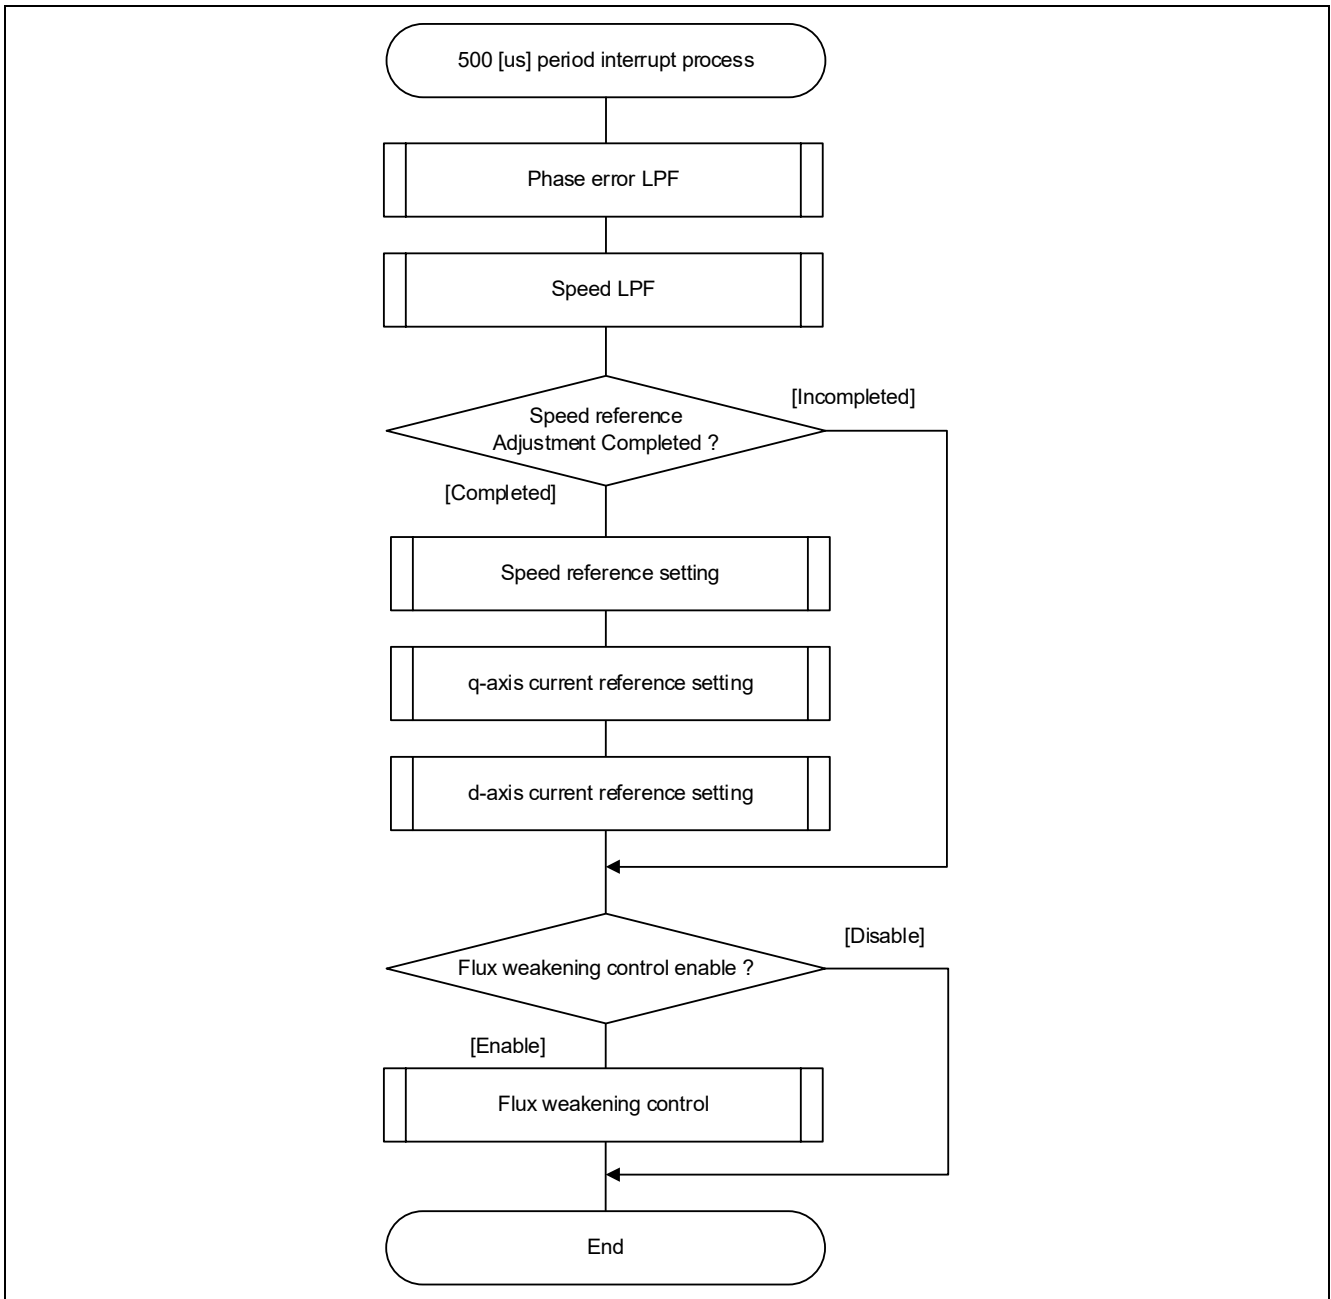 500 [us] period interrupt process
Phase error LPF
Speed LPF
[Incompleted]
Speed reference
Adjustment Completed ?
[Completed]
Speed reference setting
q-axis current reference setting
d-axis current reference setting
[Disable]
Flux weakening control enable ?
[Enable]
Flux weakening control
End